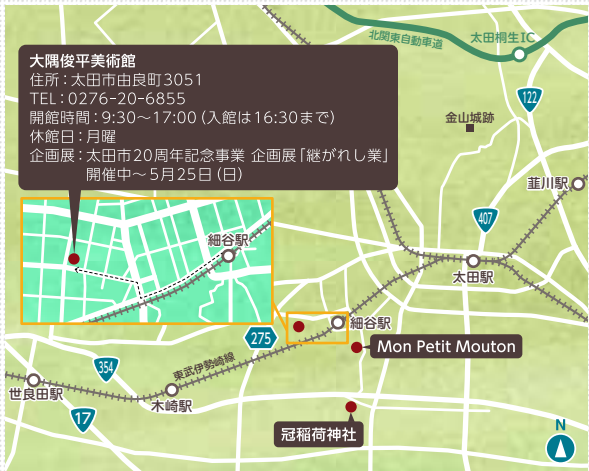 北関東自動車道
太田桐生IC
大隅俊平美術館
住所：太田市由良町3051
TEL：0276-20-6855
開館時間：9:30～17:00（入館は16:30まで）
休館日：月曜
企画展：太田市20周年記念事業 企画展「継がれし業」
開催中～5月25日（日）
122
金山城跡
韮川駅
407
太田駅
細谷駅
細谷駅
275
Mon Petit Mouton
東武伊勢崎線
354
世良田駅
木崎駅
17
冠稲荷神社
N